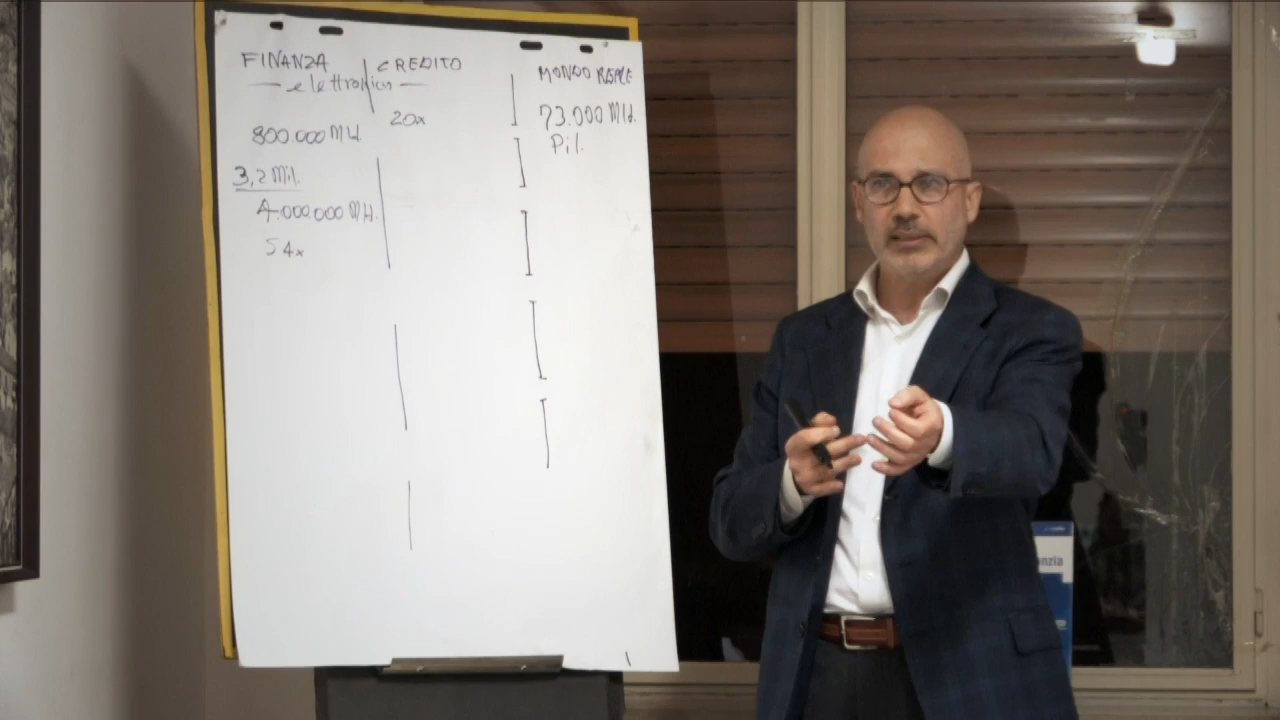 FINANZA
elettronica
800.000 Mld.
3,2 Mil.
4.000.000 Mld.
54x
CREDITO
20x
MONDO REALE
73.000 Mld.
Pil.
nzia